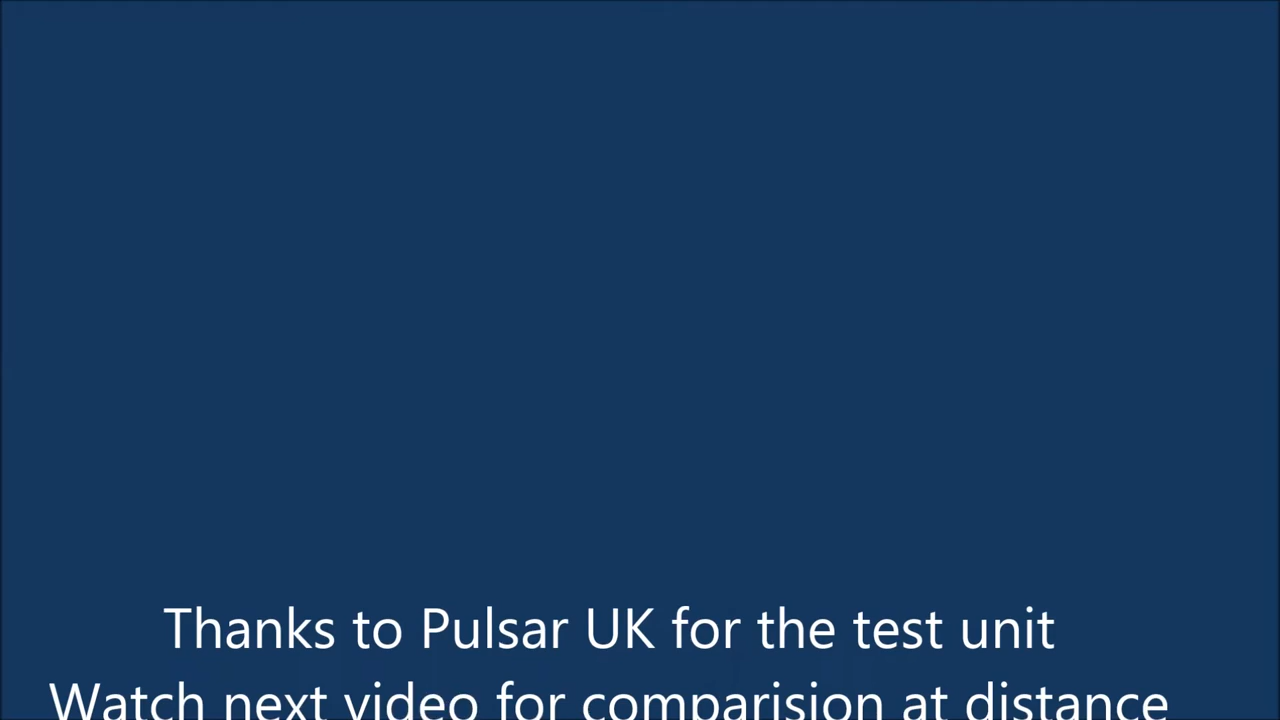 Thanks to Pulsar UK for the test unit
Watch next video for comparision at distance